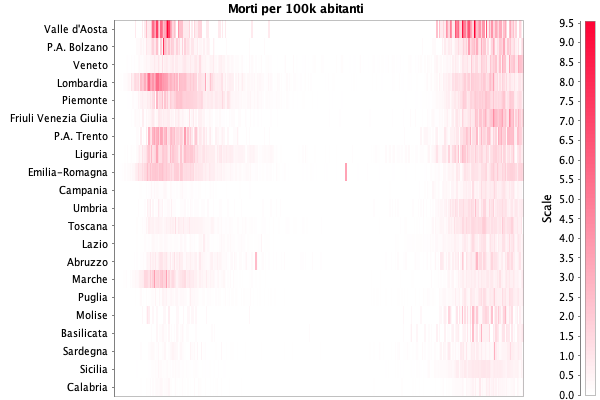 Morti per 100k abitanti
Valle d'Aosta
P.A. Bolzano
Veneto
Lombardia
Piemonte
Friuli Venezia Giulia
P.A. Trento
Liguria
Emilia-Romagna
Campania
Umbria
Toscana
Lazio
Abruzzo
Marche
Puglia
Molise
Basilicata
Sardegna
Sicilia
Calabria
Scale
9.5
9.0
8.5
8.0
7.5
7.0
6.5
6.0
5.5
5.0
4.5
4.0
3.5
3.0
2.5
2.0
1.5
1.0
0.5
0.0